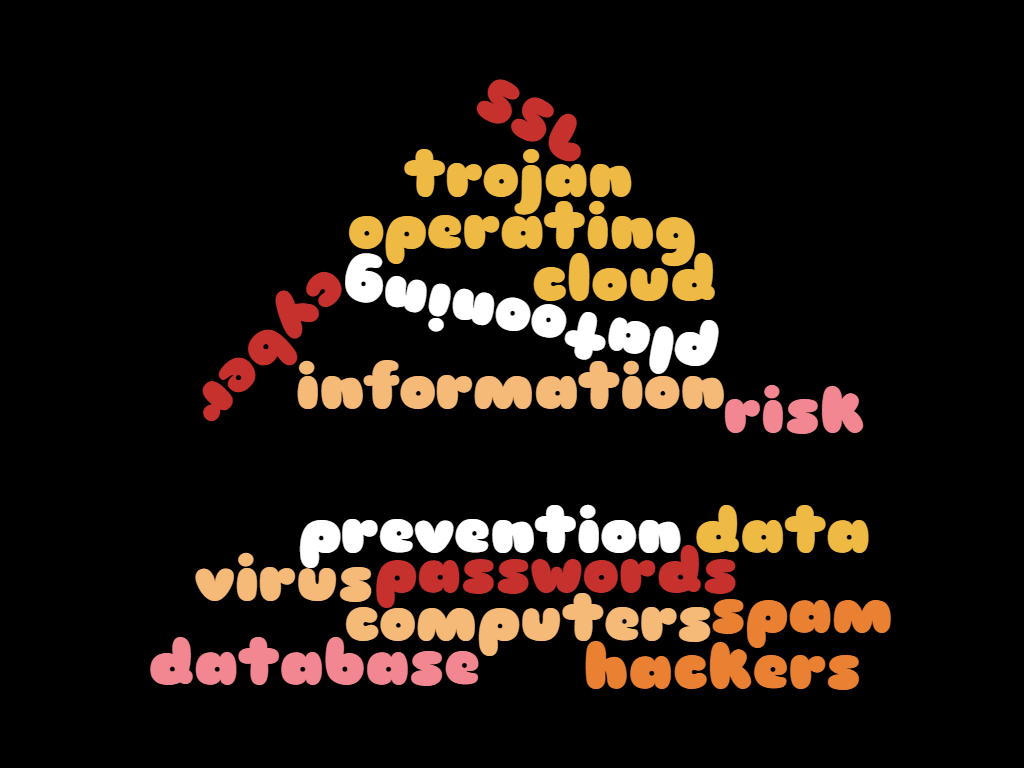 ssl
trojan
operating
cloud
platooning
cyber
information
risk
prevention data
virus passwords
computers spam
database hackers